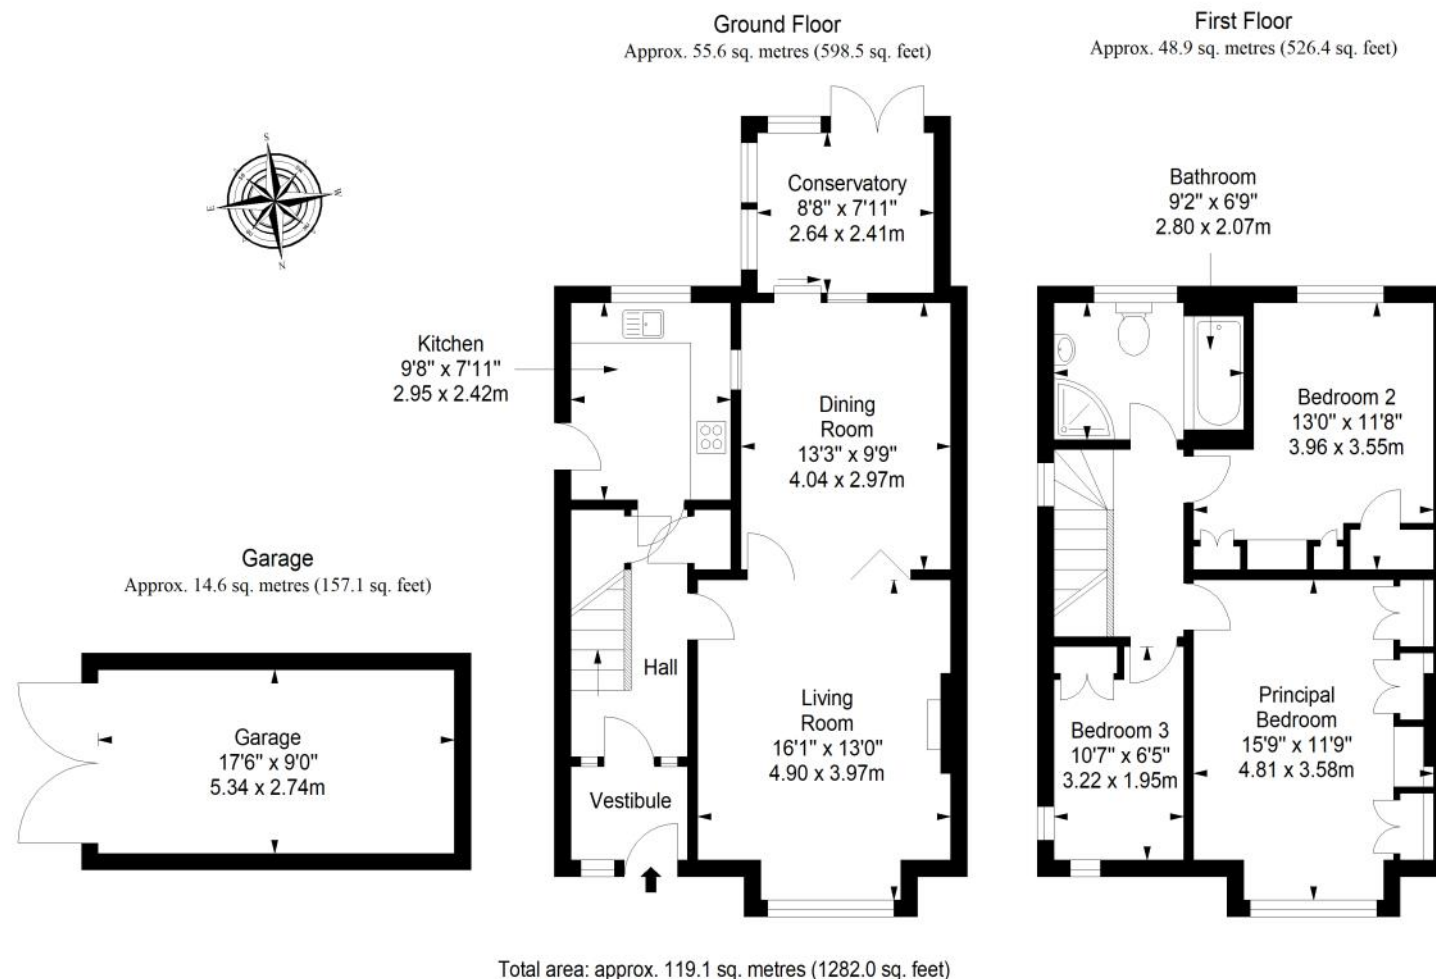 Ground Floor
Approx. 55.6 sq. metres (598.5 sq. feet)
First Floor
Approx. 48.9 sq. metres (526.4 sq. feet)
S
W
E
N
Conservatory
8'8" x 7'11"
2.64 x 2.41m
Bathroom
9'2" x 6'9"
2.80 x 2.07m
Kitchen
9'8" x 7'11"
2.95 x 2.42m
Dining
Room
13'3" x 9'9"
4.04 x 2.97m
Bedroom 2
13'0" x 11'8"
3.96 x 3.55m
Garage
Approx. 14.6 sq. metres (157.1 sq. feet)
Garage
17'6" x 9'0"
5.34 x 2.74m
Hall
Vestibule
Living
Room
16'1" x 13'0"
4.90 x 3.97m
Bedroom 3
10'7" x 6'5"
3.22 x 1.95m
Principal
Bedroom
15'9" x 11'9"
4.81 x 3.58m
Total area: approx. 119.1 sq. metres (1282.0 sq. feet)